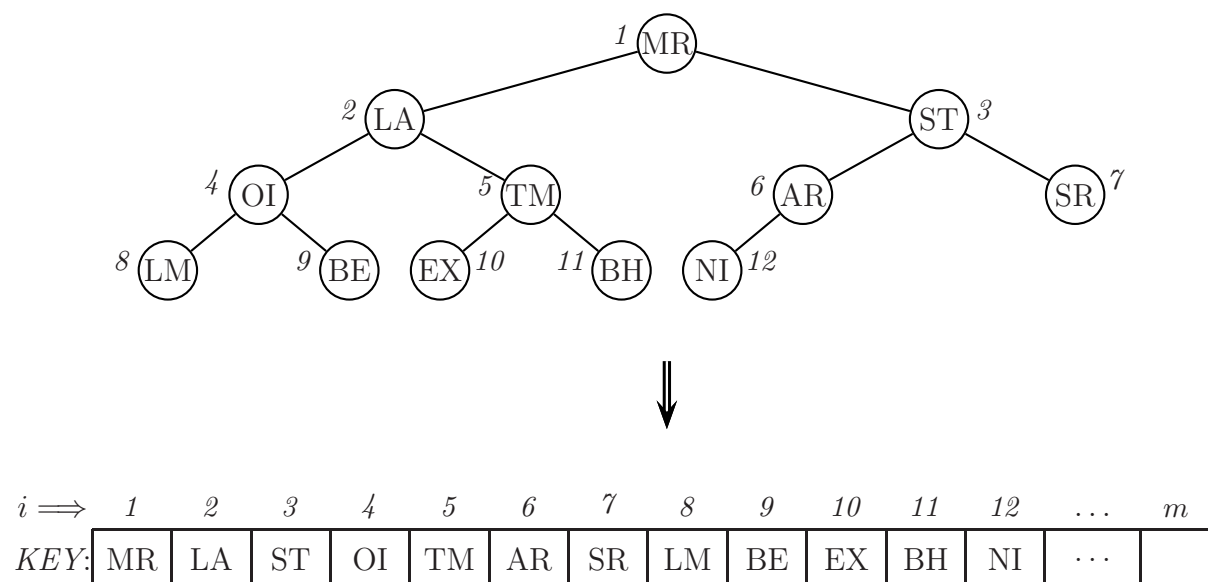 1 MR
2 LA ST 3
4 OI 5 TM 6 AR SR 7
8 LM 9 BE EX 10 11 BH NI 12
i ⟹ 1 2 3 4 5 6 7 8 9 10 11 12 ... m
KEY: MR LA ST OI TM AR SR LM BE EX BH NI ...